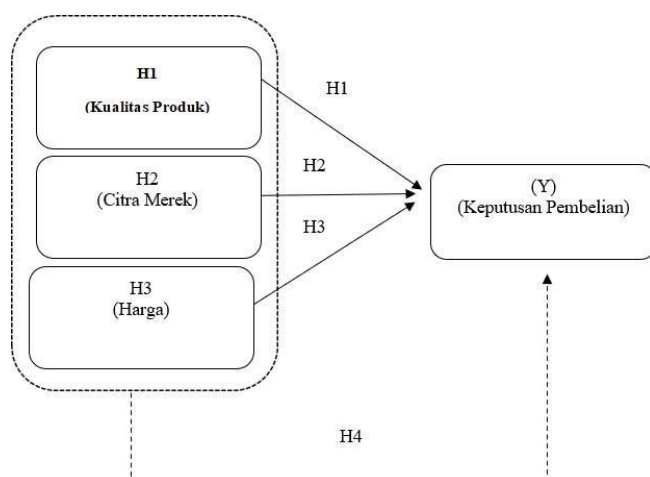 H1
(Kualitas Produk)
H2
(Citra Merek)
H3
(Harga)
H1
H2
H3
(Y)
(Keputusan Pembelian)
H4